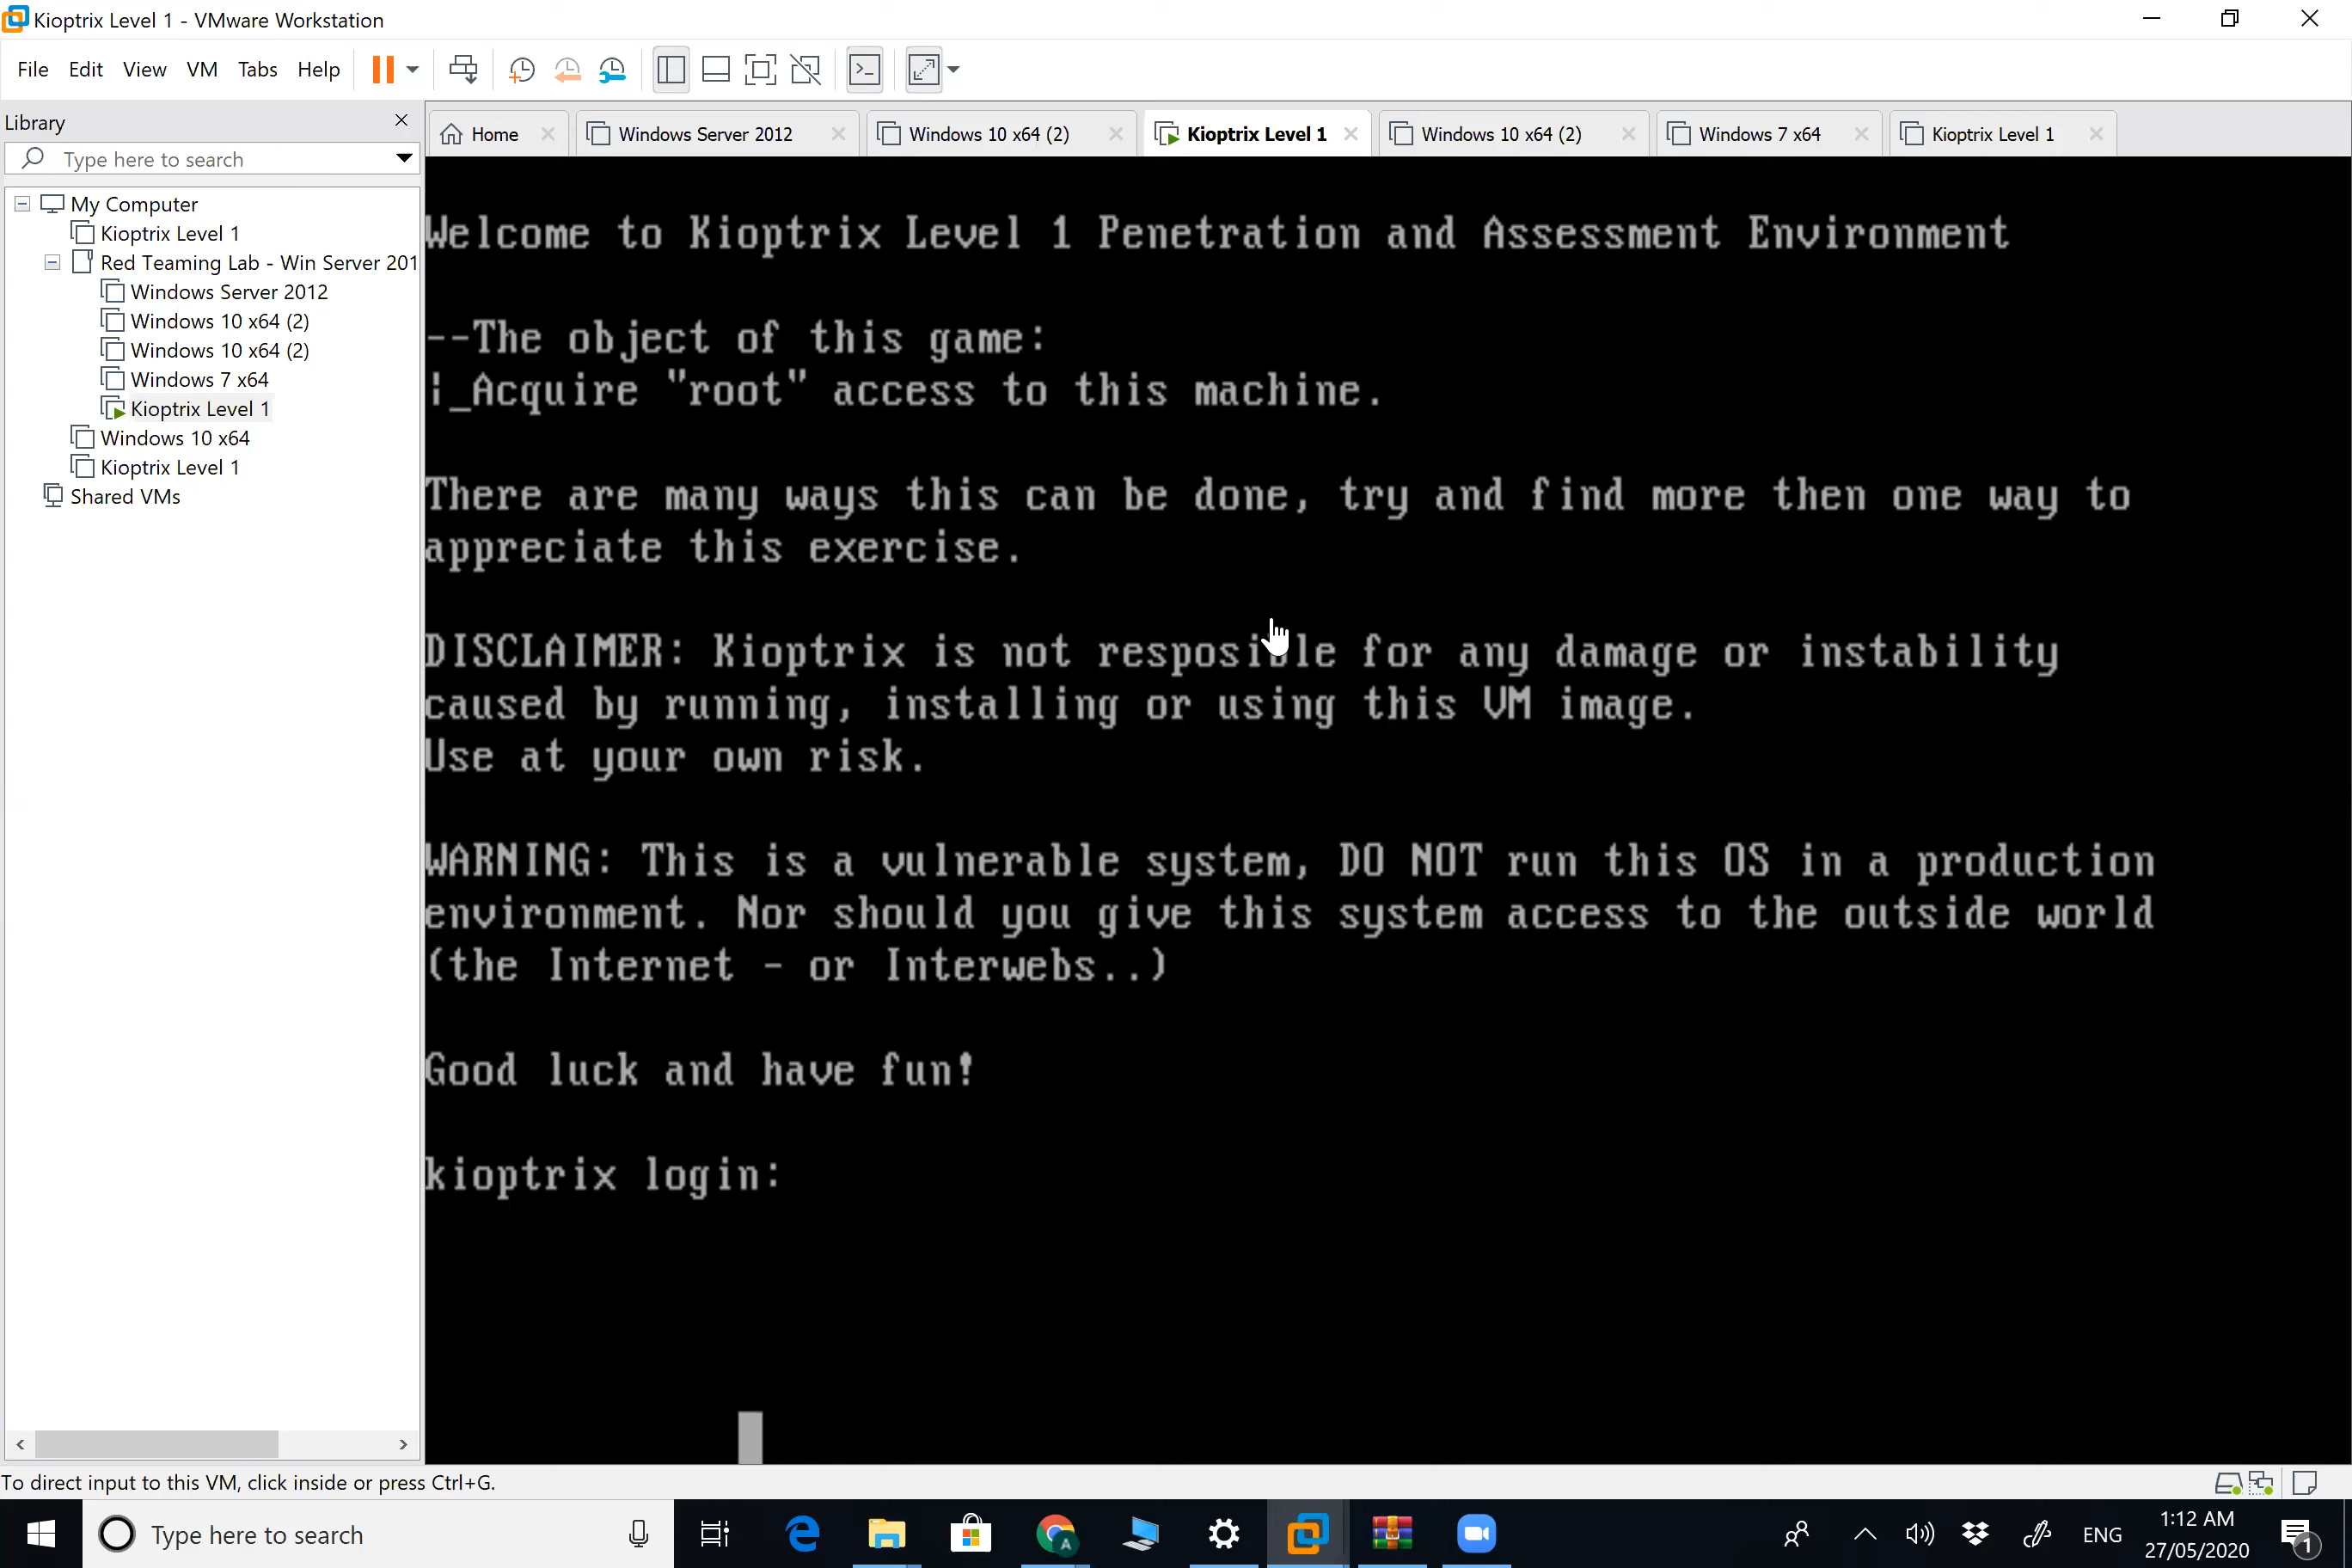 Kioptrix Level 1 - VMware Workstation
File Edit View VM Tabs Help
Library
Type here to search
My Computer
Kioptrix Level 1
Red Teaming Lab - Win Server 201
Windows Server 2012
Windows 10 x64 (2)
Windows 10 x64 (2)
Windows 7 x64
Kioptrix Level 1
Windows 10 x64
Kioptrix Level 1
Shared VMs
Home Windows Server 2012 Windows 10 x64 (2) Kioptrix Level 1 Windows 10 x64 (2) Windows 7 x64 Kioptrix Level 1
Welcome to Kioptrix Level 1 Penetration and Assessment Environment
--The object of this game:
|_Acquire "root" access to this machine.
There are many ways this can be done, try and find more then one way to
appreciate this exercise.
DISCLAIMER: Kioptrix is not resposible for any damage or instability
caused by running, installing or using this VM image.
Use at your own risk.
WARNING: This is a vulnerable system, DO NOT run this OS in a production
environment. Nor should you give this system access to the outside world
(the Internet - or Interwebs..)
Good luck and have fun!
kioptrix login:
To direct input to this VM, click inside or press Ctrl+G.
Type here to search
A
ENG
1:12 AM
27/05/2020
1